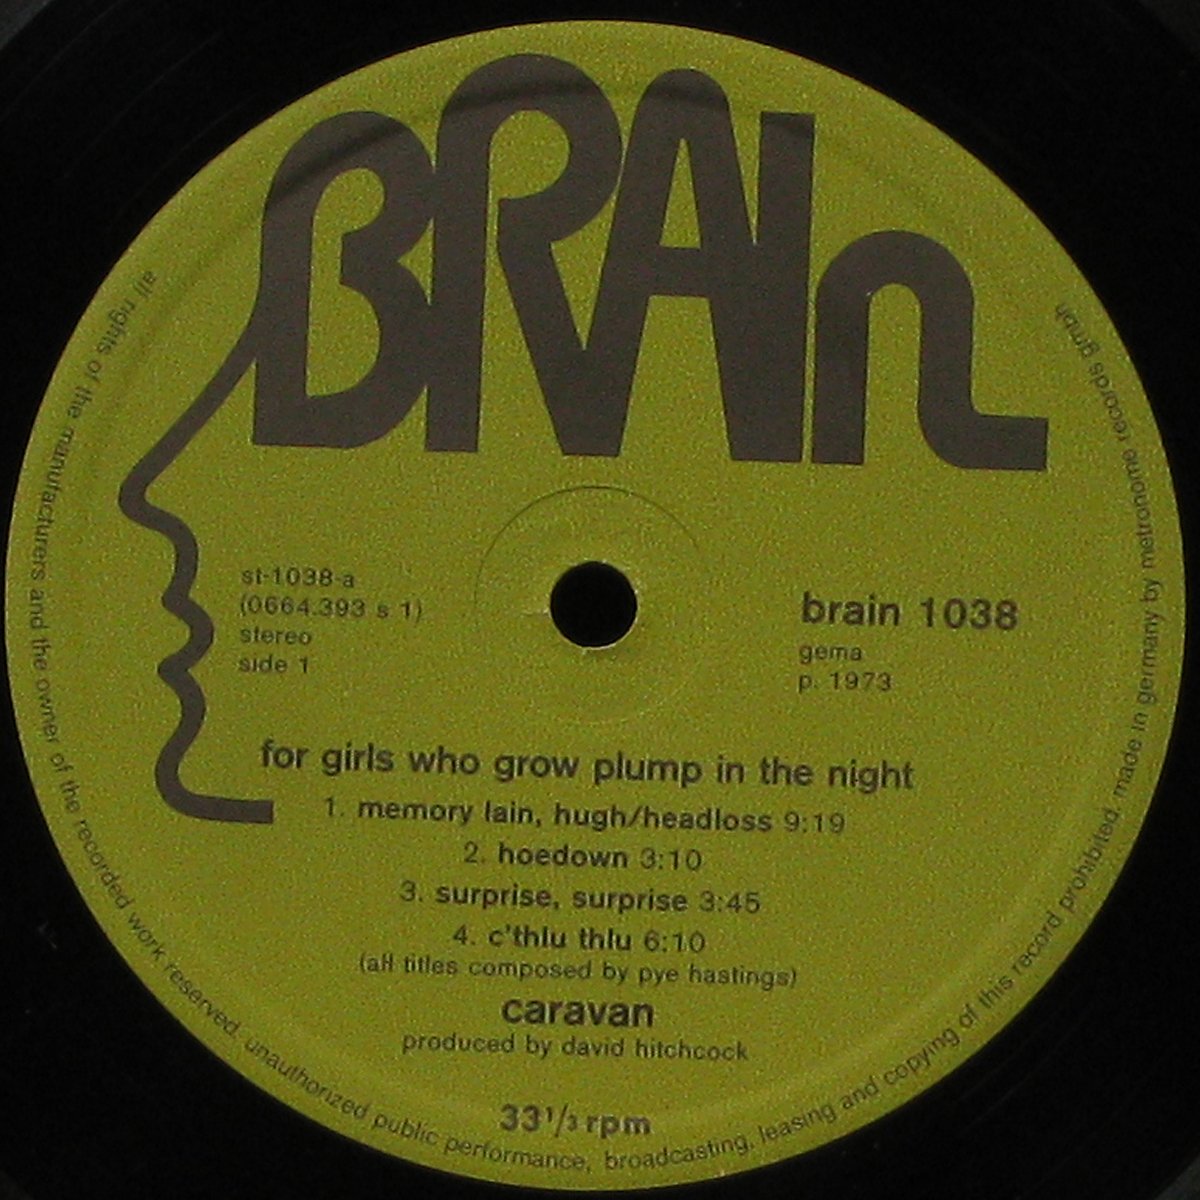 BRAIn
st-1038-a
(0664.393 s 1)
stereo
side 1
brain 1038
gema
p. 1973
for girls who grow plump in the night
1. memory lain, hugh/headloss 9:19
2. hoedown 3:10
3. surprise, surprise 3:45
4. c'thlu thlu 6:10
(all titles composed by pye hastings)
caravan
produced by david hitchcock
33 1/3 rpm
all rights of the manufacturers and the owner of the recorded work reserved. unauthorized public performance, broadcasting, leasing and copying of this record prohibited. made in germany by metronome records gmbh